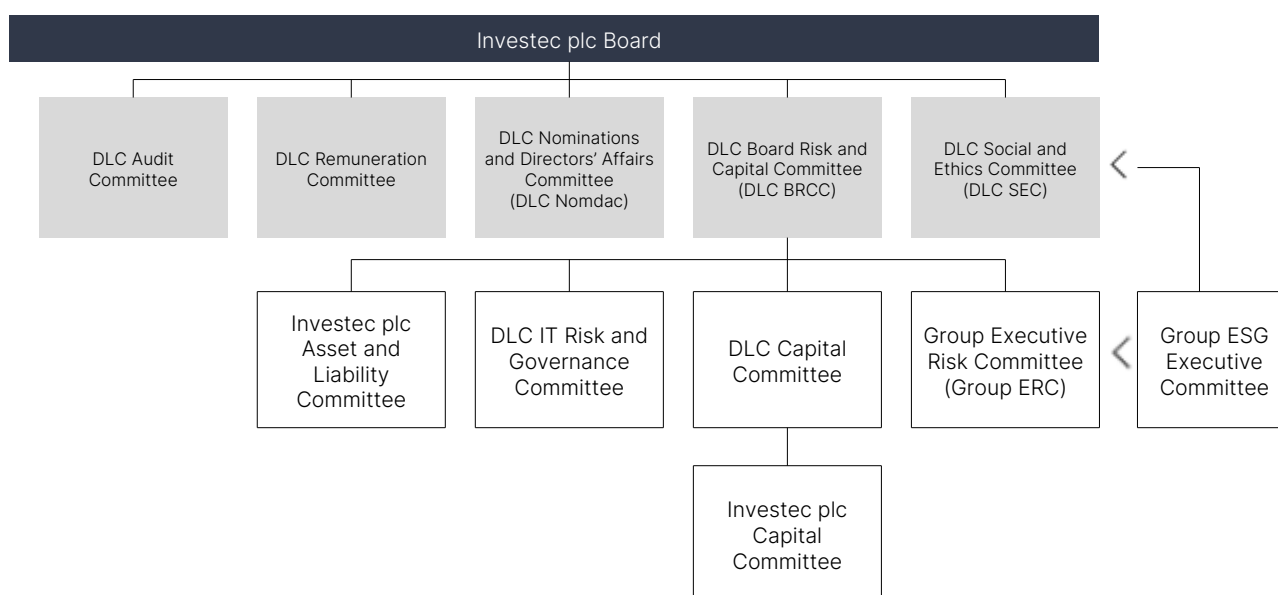 Investec plc Board
DLC Audit
Committee
DLC Remuneration
Committee
DLC Nominations
and Directors’ Affairs
Committee
(DLC Nomdac)
DLC Board Risk and
Capital Committee
(DLC BRCC)
DLC Social and
Ethics Committee
(DLC SEC)
Investec plc
Asset and
Liability
Committee
DLC IT Risk and
Governance
Committee
DLC Capital
Committee
Group Executive
Risk Committee
(Group ERC)
Group ESG
Executive
Committee
Investec plc
Capital
Committee